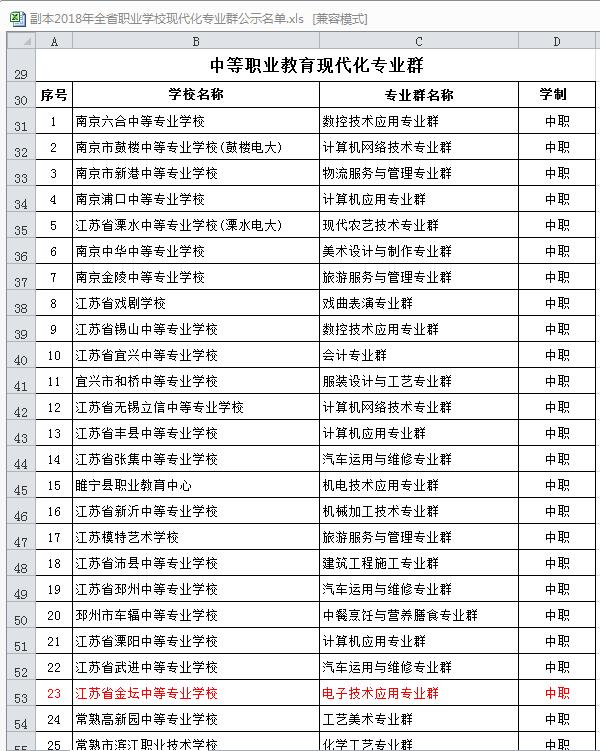 副本2018年全省职业学校现代化专业群公示名单.xls [兼容模式]
A B C D
29 中等职业教育现代化专业群
30 序号 学校名称 专业群名称 学制
31 1 南京六合中等专业学校 数控技术应用专业群 中职
32 2 南京市鼓楼中等专业学校(鼓楼电大) 计算机网络技术专业群 中职
33 3 南京市新港中等专业学校 物流服务与管理专业群 中职
34 4 南京浦口中等专业学校 计算机应用专业群 中职
35 5 江苏省溧水中等专业学校(溧水电大) 现代农艺技术专业群 中职
36 6 南京中华中等专业学校 美术设计与制作专业群 中职
37 7 南京金陵中等专业学校 旅游服务与管理专业群 中职
38 8 江苏省戏剧学校 戏曲表演专业群 中职
39 9 江苏省锡山中等专业学校 数控技术应用专业群 中职
40 10 江苏省宜兴中等专业学校 会计专业群 中职
41 11 宜兴市和桥中等专业学校 服装设计与工艺专业群 中职
42 12 江苏省无锡立信中等专业学校 计算机网络技术专业群 中职
43 13 江苏省丰县中等专业学校 计算机应用专业群 中职
44 14 江苏省张集中等专业学校 汽车运用与维修专业群 中职
45 15 睢宁县职业教育中心 机电技术应用专业群 中职
46 16 江苏省新沂中等专业学校 机械加工技术专业群 中职
47 17 江苏模特艺术学校 旅游服务与管理专业群 中职
48 18 江苏省沛县中等专业学校 建筑工程施工专业群 中职
49 19 江苏省邳州中等专业学校 汽车运用与维修专业群 中职
50 20 邳州市车辐中等专业学校 中餐烹饪与营养膳食专业群 中职
51 21 江苏省溧阳中等专业学校 计算机应用专业群 中职
52 22 江苏省武进中等专业学校 汽车运用与维修专业群 中职
53 23 江苏省金坛中等专业学校 电子技术应用专业群 中职
54 24 常熟高新园中等专业学校 工艺美术专业群 中职
55 25 常熟市滨江职业技术学校 化学工艺专业群 中职